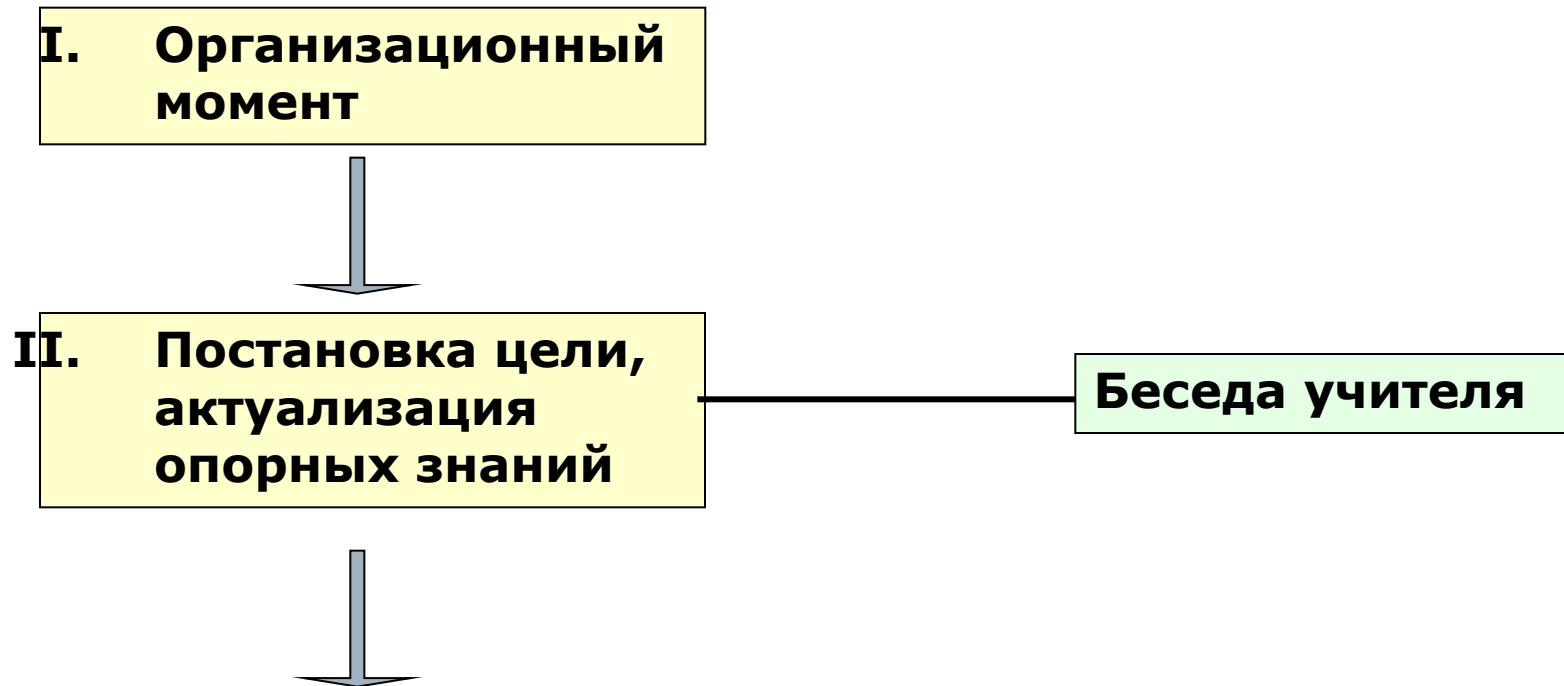 I. Организационный
момент
II. Постановка цели,
актуализация
опорных знаний
Беседа учителя